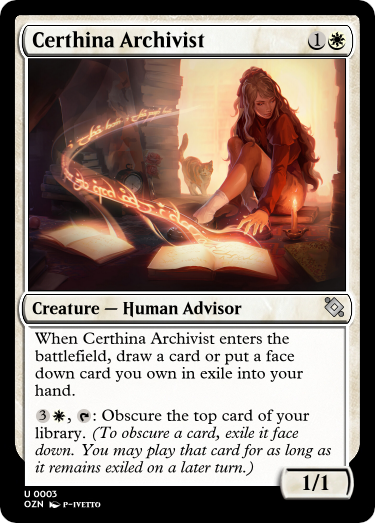 Certhina Archivist 1
Creature — Human Advisor
When Certhina Archivist enters the
battlefield, draw a card or put a face
down card you own in exile into your
hand.
3, : Obscure the top card of your
library. (To obscure a card, exile it face
down. You may play that card for as long as
it remains exiled on a later turn.)
1/1
U 0003
OZN P-IVETTO